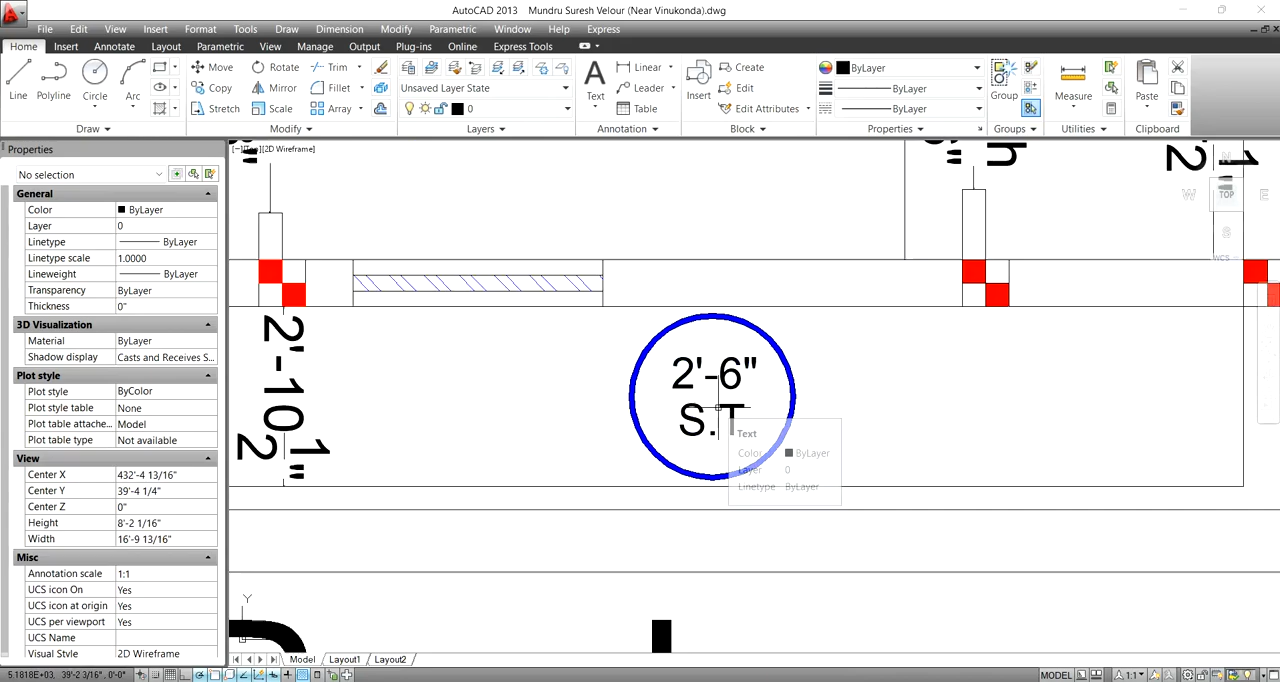 AutoCAD 2013 Mundru Suresh Velour (Near Vinukonda).dwg
File Edit View Insert Format Tools Draw Dimension Modify Parametric Window Help Express
Home Insert Annotate Layout Parametric View Manage Output Plug-ins Online Express Tools
Line Polyline Circle Arc
Move Rotate Trim
Copy Mirror Fillet
Stretch Scale Array
Unsaved Layer State
0
Text
Linear
Leader
Table
Insert
Create
Edit
Edit Attributes
ByLayer
ByLayer
ByLayer
Group
Measure
Paste
Draw Modify Layers Annotation Block Properties Groups Utilities Clipboard
Properties
No selection
General
Color ByLayer
Layer 0
Linetype ByLayer
Linetype scale 1.0000
Lineweight ByLayer
Transparency ByLayer
Thickness 0"
3D Visualization
Material ByLayer
Shadow display Casts and Receives S...
Plot style
Plot style ByColor
Plot style table None
Plot table attache... Model
Plot table type Not available
View
Center X 432'-4 13/16"
Center Y 39'-4 1/4"
Center Z 0"
Height 8'-2 1/16"
Width 16'-9 13/16"
Misc
Annotation scale 1:1
UCS icon On Yes
UCS icon at origin Yes
UCS per viewport Yes
UCS Name
Visual Style 2D Wireframe
[−][Top][2D Wireframe]
W TOP E
S
WCS
2'-10 1/2"
2'-6"
S.T
Text
Color ByLayer
Layer 0
Linetype ByLayer
Y
Model Layout1 Layout2
MODEL 1:1